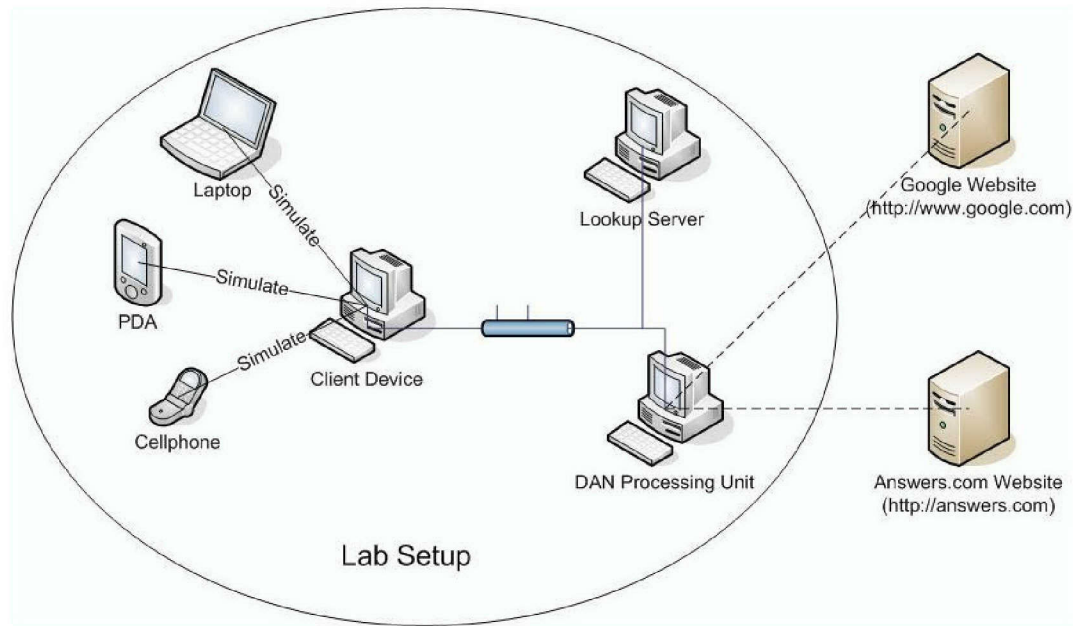 Laptop
Simulate
Lookup Server
Google Website
(http://www.google.com)
PDA
Simulate
Simulate
Client Device
Cellphone
DAN Processing Unit
Answers.com Website
(http://answers.com)
Lab Setup